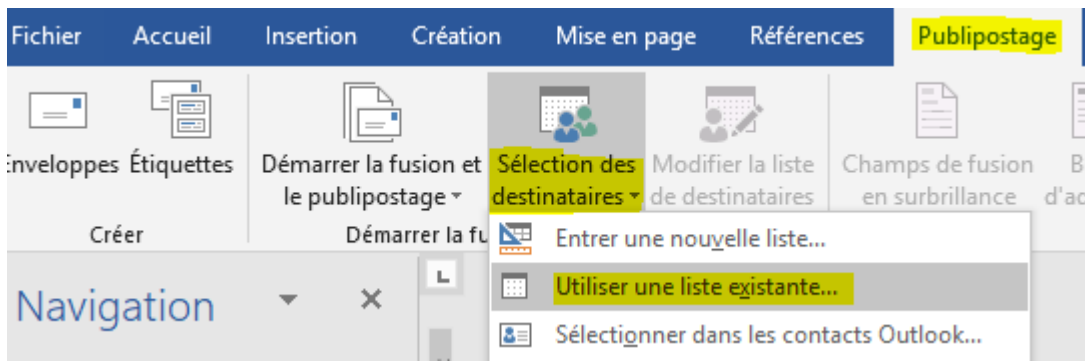 Fichier Accueil Insertion Création Mise en page Références Publipostage
Enveloppes Étiquettes Démarrer la fusion et Sélection des Modifier la liste Champs de fusion
le publipostage destinataires de destinataires en surbrillance
Créer Démarrer la fu
Entrer une nouvelle liste...
Utiliser une liste existante...
Navigation
Sélectionner dans les contacts Outlook...